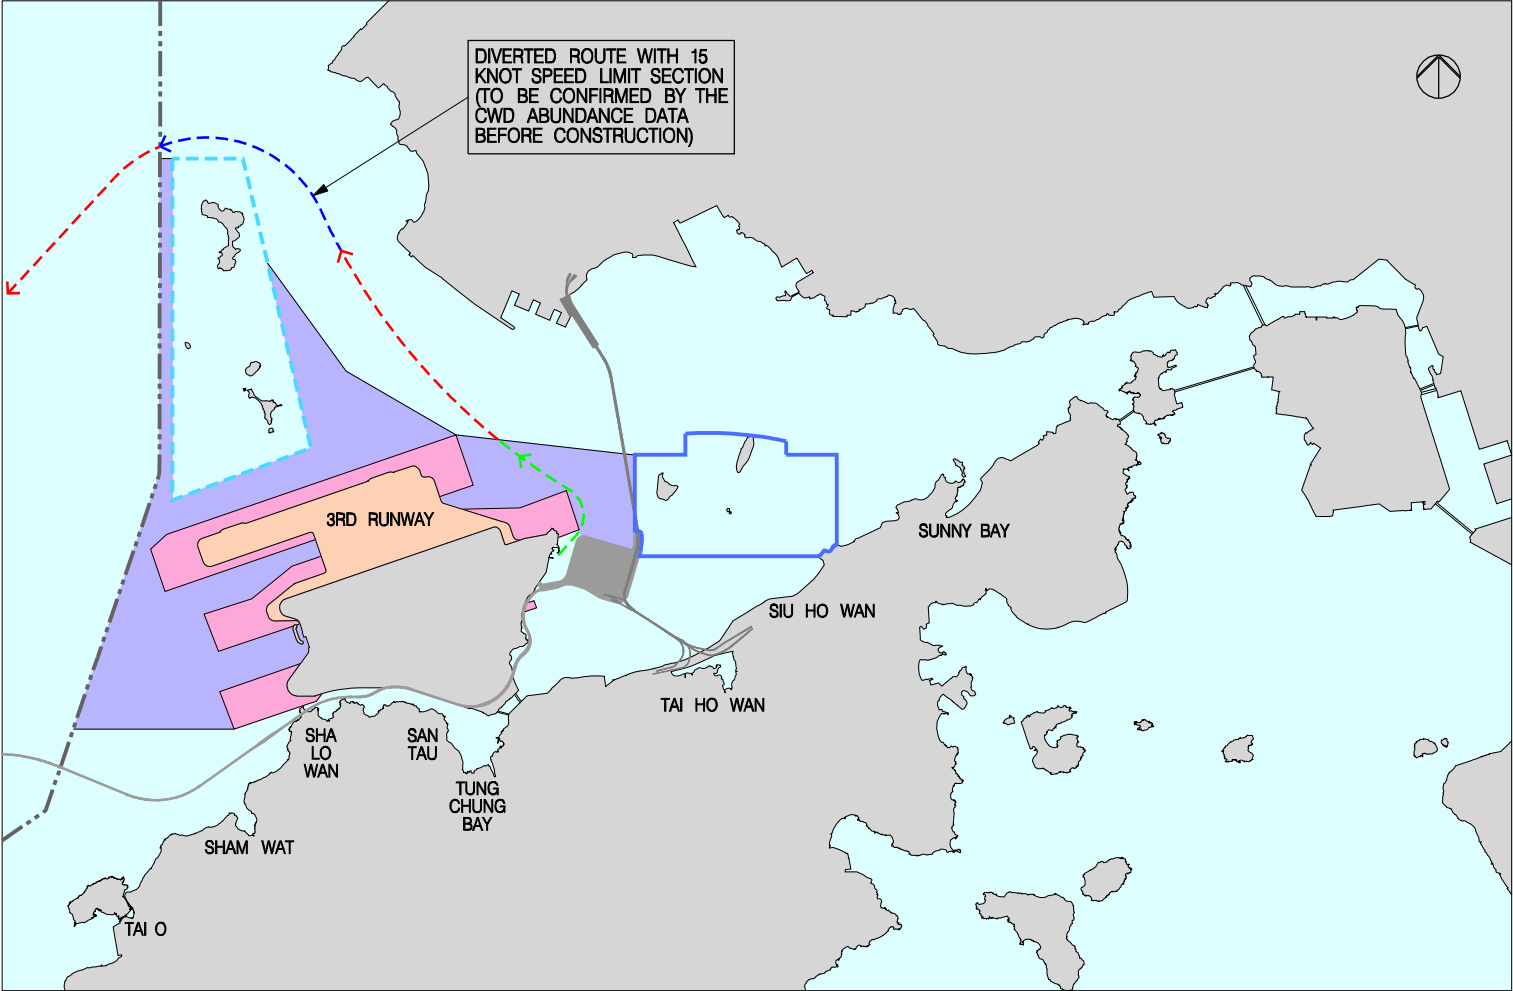 DIVERTED ROUTE WITH 15
KNOT SPEED LIMIT SECTION
(TO BE CONFIRMED BY THE
CWD ABUNDANCE DATA
BEFORE CONSTRUCTION)
3RD RUNWAY
SUNNY BAY
SIU HO WAN
TAI HO WAN
SHA
LO
WAN
SAN
TAU
TUNG
CHUNG
BAY
SHAM WAT
TAI O